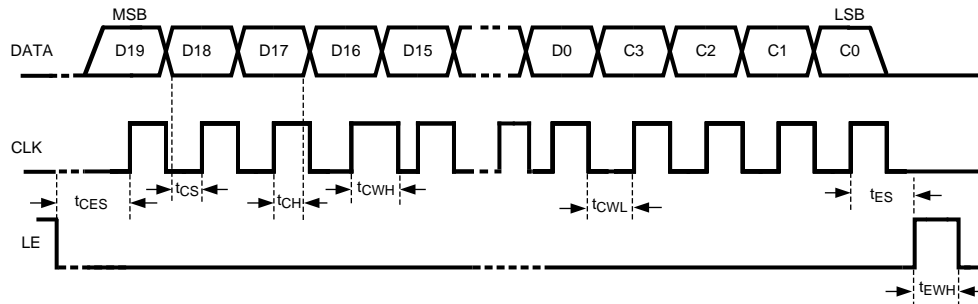 MSB LSB
DATA D19 D18 D17 D16 D15 D0 C3 C2 C1 C0
CLK
tCES tCS tCH tCWH tCWL tES
LE
tEWH